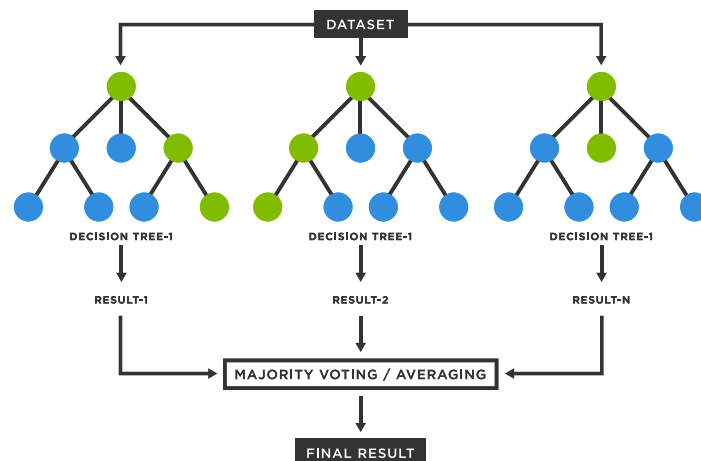 DATASET
DECISION TREE-1
DECISION TREE-1
DECISION TREE-1
RESULT-1
RESULT-2
RESULT-N
MAJORITY VOTING / AVERAGING
FINAL RESULT